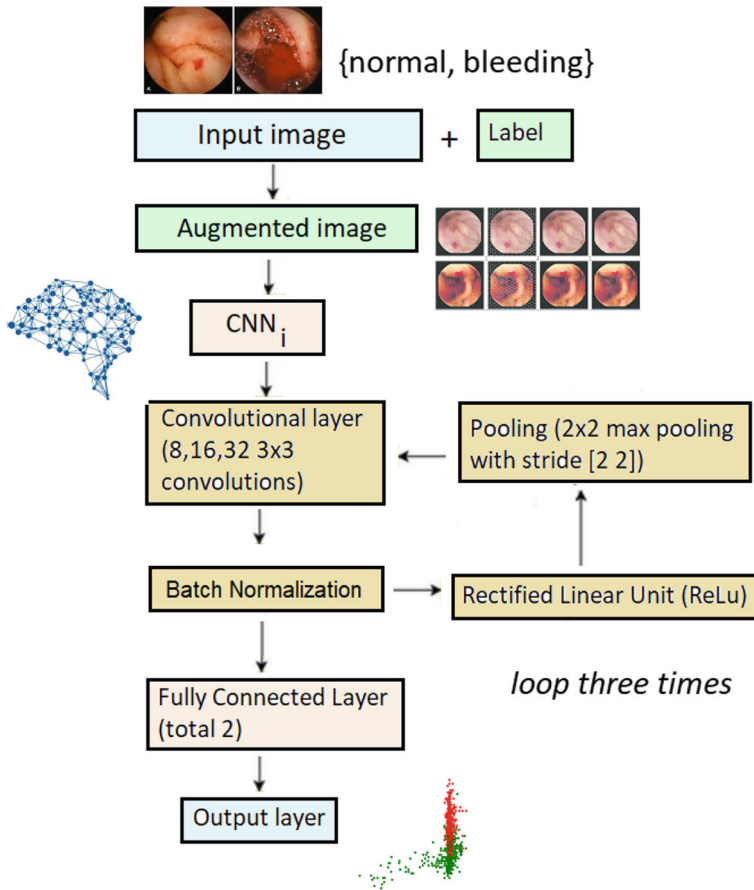 A B
{normal, bleeding}
Input image + Label
Augmented image
CNN_i
Convolutional layer
(8,16,32 3x3
convolutions)
Pooling (2x2 max pooling
with stride [2 2])
Batch Normalization
Rectified Linear Unit (ReLu)
loop three times
Fully Connected Layer
(total 2)
Output layer